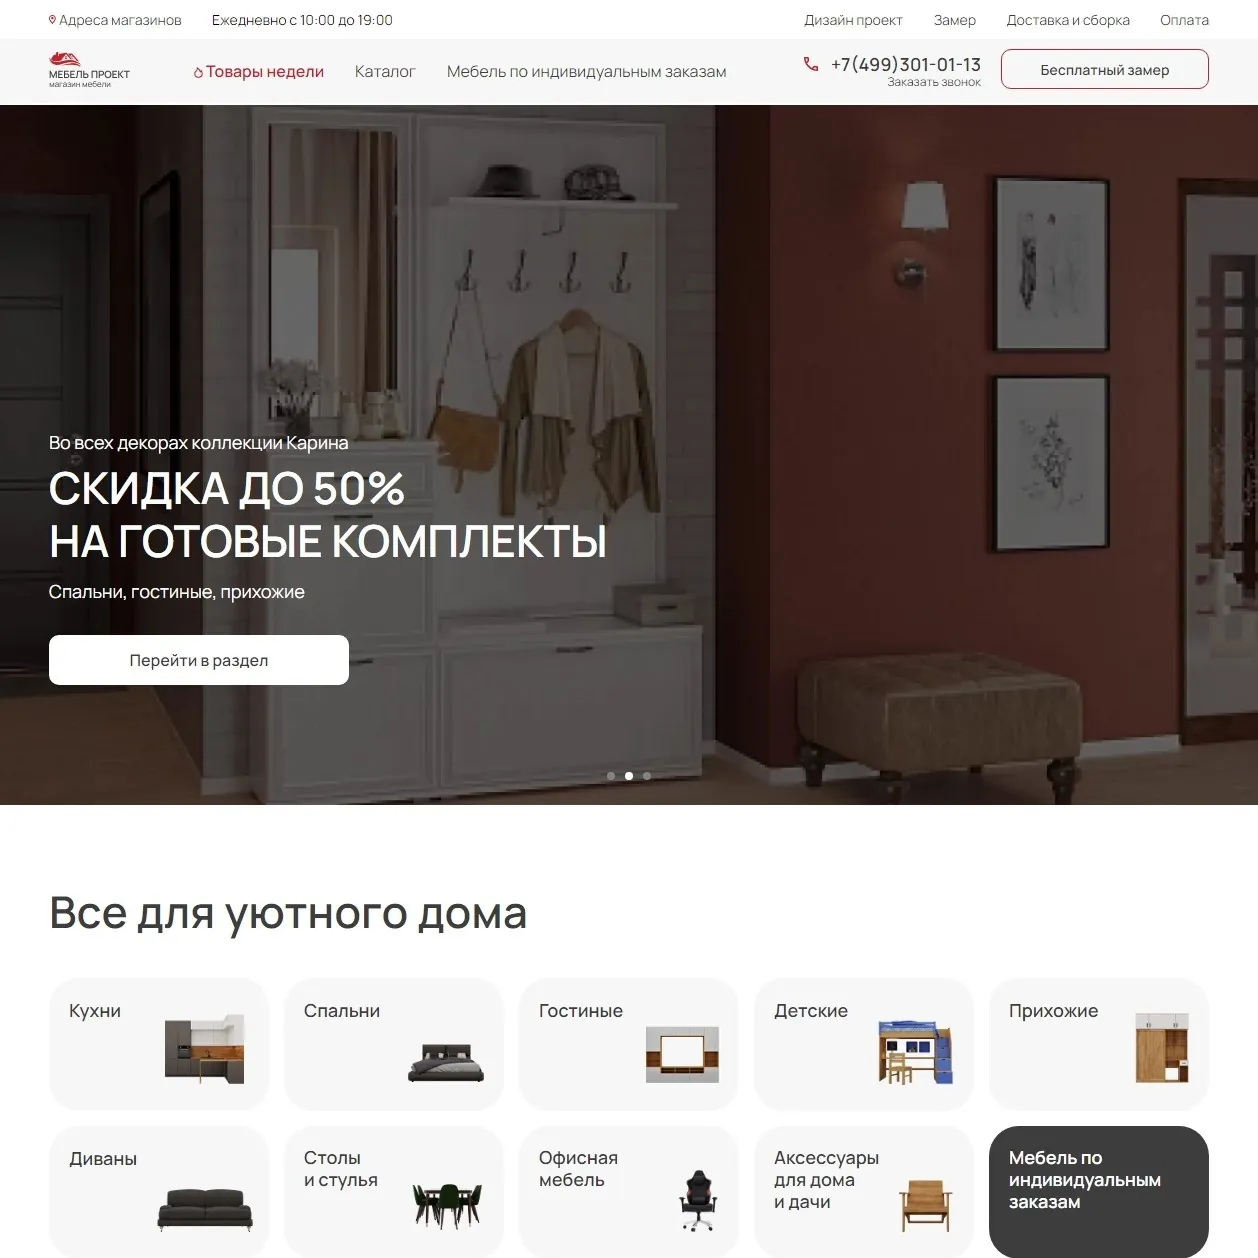 Адреса магазинов
Ежедневно с 10:00 до 19:00
Дизайн проект
Замер
Доставка и сборка
Оплата
МЕБЕЛЬ ПРОЕКТ
магазин мебели
Товары недели
Каталог
Мебель по индивидуальным заказам
+7(499)301-01-13
Заказать звонок
Бесплатный замер
Во всех декорах коллекции Карина
СКИДКА ДО 50%
НА ГОТОВЫЕ КОМПЛЕКТЫ
Спальни, гостиные, прихожие
Перейти в раздел
Все для уютного дома
Кухни
Спальни
Гостиные
Детские
Прихожие
Диваны
Столы
и стулья
Офисная
мебель
Аксессуары
для дома
и дачи
Мебель по
индивидуальным
заказам